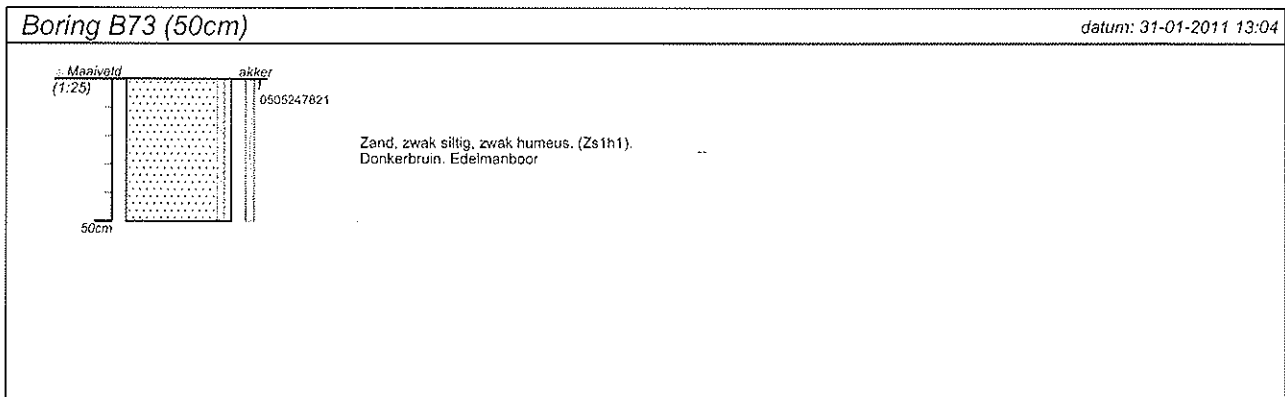 Boring B73 (50cm)
datum: 31-01-2011 13:04
Maaiveld
akker
(1:25)
1
0505247821
Zand, zwak siltig, zwak humeus. (Zs1h1).
Donkerbruin. Edelmanboor
50cm